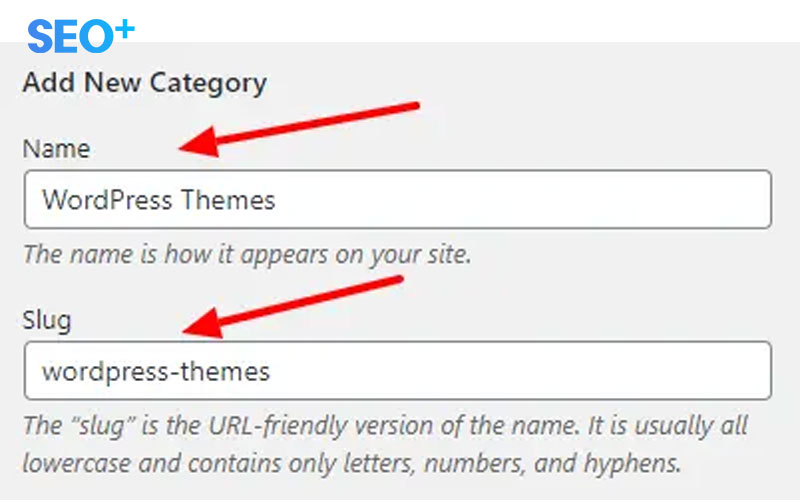 SEO+
Add New Category
Name
WordPress Themes
The name is how it appears on your site.
Slug
wordpress-themes
The “slug” is the URL-friendly version of the name. It is usually all
lowercase and contains only letters, numbers, and hyphens.